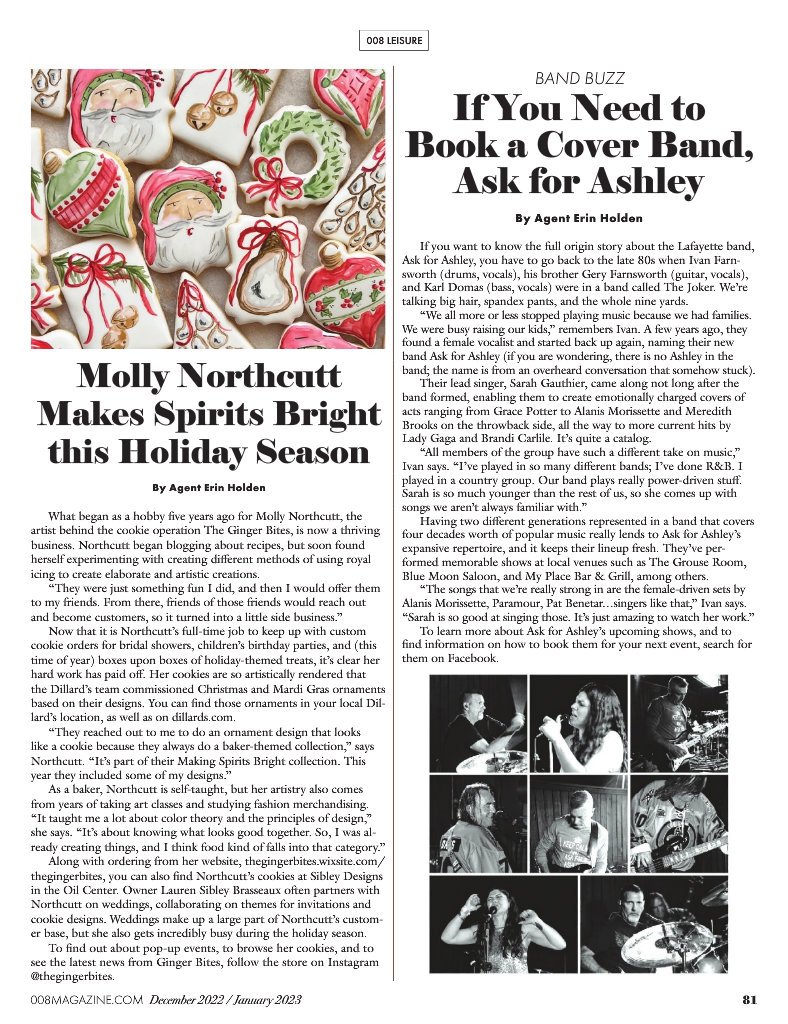 008 LEISURE
Molly Northcutt
Makes Spirits Bright
this Holiday Season
By Agent Erin Holden
What began as a hobby five years ago for Molly Northcutt, the
artist behind the cookie operation The Ginger Bites, is now a thriving
business. Northcutt began blogging about recipes, but soon found
herself experimenting with creating different methods of using royal
icing to create elaborate and artistic creations.
“They were just something fun I did, and then I would offer them
to my friends. From there, friends of those friends would reach out
and become customers, so it turned into a little side business.”
Now that it is Northcutt’s full-time job to keep up with custom
cookie orders for bridal showers, children’s birthday parties, and (this
time of year) boxes upon boxes of holiday-themed treats, it’s clear her
hard work has paid off. Her cookies are so artistically rendered that
the Dillard’s team commissioned Christmas and Mardi Gras ornaments
based on their designs. You can find those ornaments in your local Dil-
lard’s location, as well as on dillards.com.
“They reached out to me to do an ornament design that looks
like a cookie because they always do a baker-themed collection,” says
Northcutt. “It’s part of their Making Spirits Bright collection. This
year they included some of my designs.”
As a baker, Northcutt is self-taught, but her artistry also comes
from years of taking art classes and studying fashion merchandising.
“It taught me a lot about color theory and the principles of design,”
she says. “It’s about knowing what looks good together. So, I was al-
ready creating things, and I think food kind of falls into that category.”
Along with ordering from her website, thegingerbites.wixsite.com/
thegingerbites, you can also find Northcutt’s cookies at Sibley Designs
in the Oil Center. Owner Lauren Sibley Brasseaux often partners with
Northcutt on weddings, collaborating on themes for invitations and
cookie designs. Weddings make up a large part of Northcutt’s custom-
er base, but she also gets incredibly busy during the holiday season.
To find out about pop-up events, to browse her cookies, and to
see the latest news from Ginger Bites, follow the store on Instagram
@thegingerbites.
BAND BUZZ
If You Need to
Book a Cover Band,
Ask for Ashley
By Agent Erin Holden
If you want to know the full origin story about the Lafayette band,
Ask for Ashley, you have to go back to the late 80s when Ivan Farn-
sworth (drums, vocals), his brother Gery Farnsworth (guitar, vocals),
and Karl Domas (bass, vocals) were in a band called The Joker. We’re
talking big hair, spandex pants, and the whole nine yards.
“We all more or less stopped playing music because we had families.
We were busy raising our kids,” remembers Ivan. A few years ago, they
found a female vocalist and started back up again, naming their new
band Ask for Ashley (if you are wondering, there is no Ashley in the
band; the name is from an overheard conversation that somehow stuck).
Their lead singer, Sarah Gauthier, came along not long after the
band formed, enabling them to create emotionally charged covers of
acts ranging from Grace Potter to Alanis Morissette and Meredith
Brooks on the throwback side, all the way to more current hits by
Lady Gaga and Brandi Carlile. It’s quite a catalog.
“All members of the group have such a different take on music,”
Ivan says. “I’ve played in so many different bands; I’ve done R&B. I
played in a country group. Our band plays really power-driven stuff.
Sarah is so much younger than the rest of us, so she comes up with
songs we aren’t always familiar with.”
Having two different generations represented in a band that covers
four decades worth of popular music really lends to Ask for Ashley’s
expansive repertoire, and it keeps their lineup fresh. They’ve per-
formed memorable shows at local venues such as The Grouse Room,
Blue Moon Saloon, and My Place Bar & Grill, among others.
“The songs that we’re really strong in are the female-driven sets by
Alanis Morissette, Paramour, Pat Benetar…singers like that,” Ivan says.
“Sarah is so good at singing those. It’s just amazing to watch her work.”
To learn more about Ask for Ashley’s upcoming shows, and to
find information on how to book them for your next event, search for
them on Facebook.
008MAGAZINE.COM December 2022 / January 2023
81